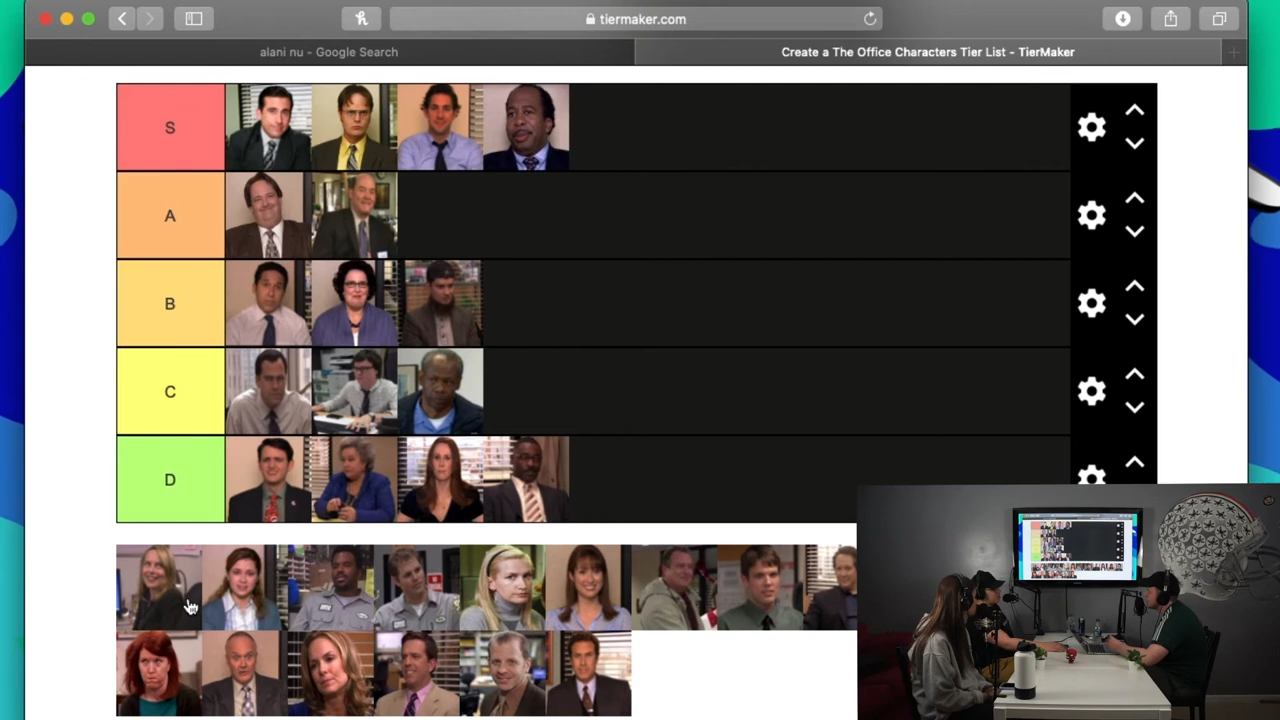 tiermaker.com
alani nu - Google Search
Create a The Office Characters Tier List - TierMaker
S
A
B
C
D